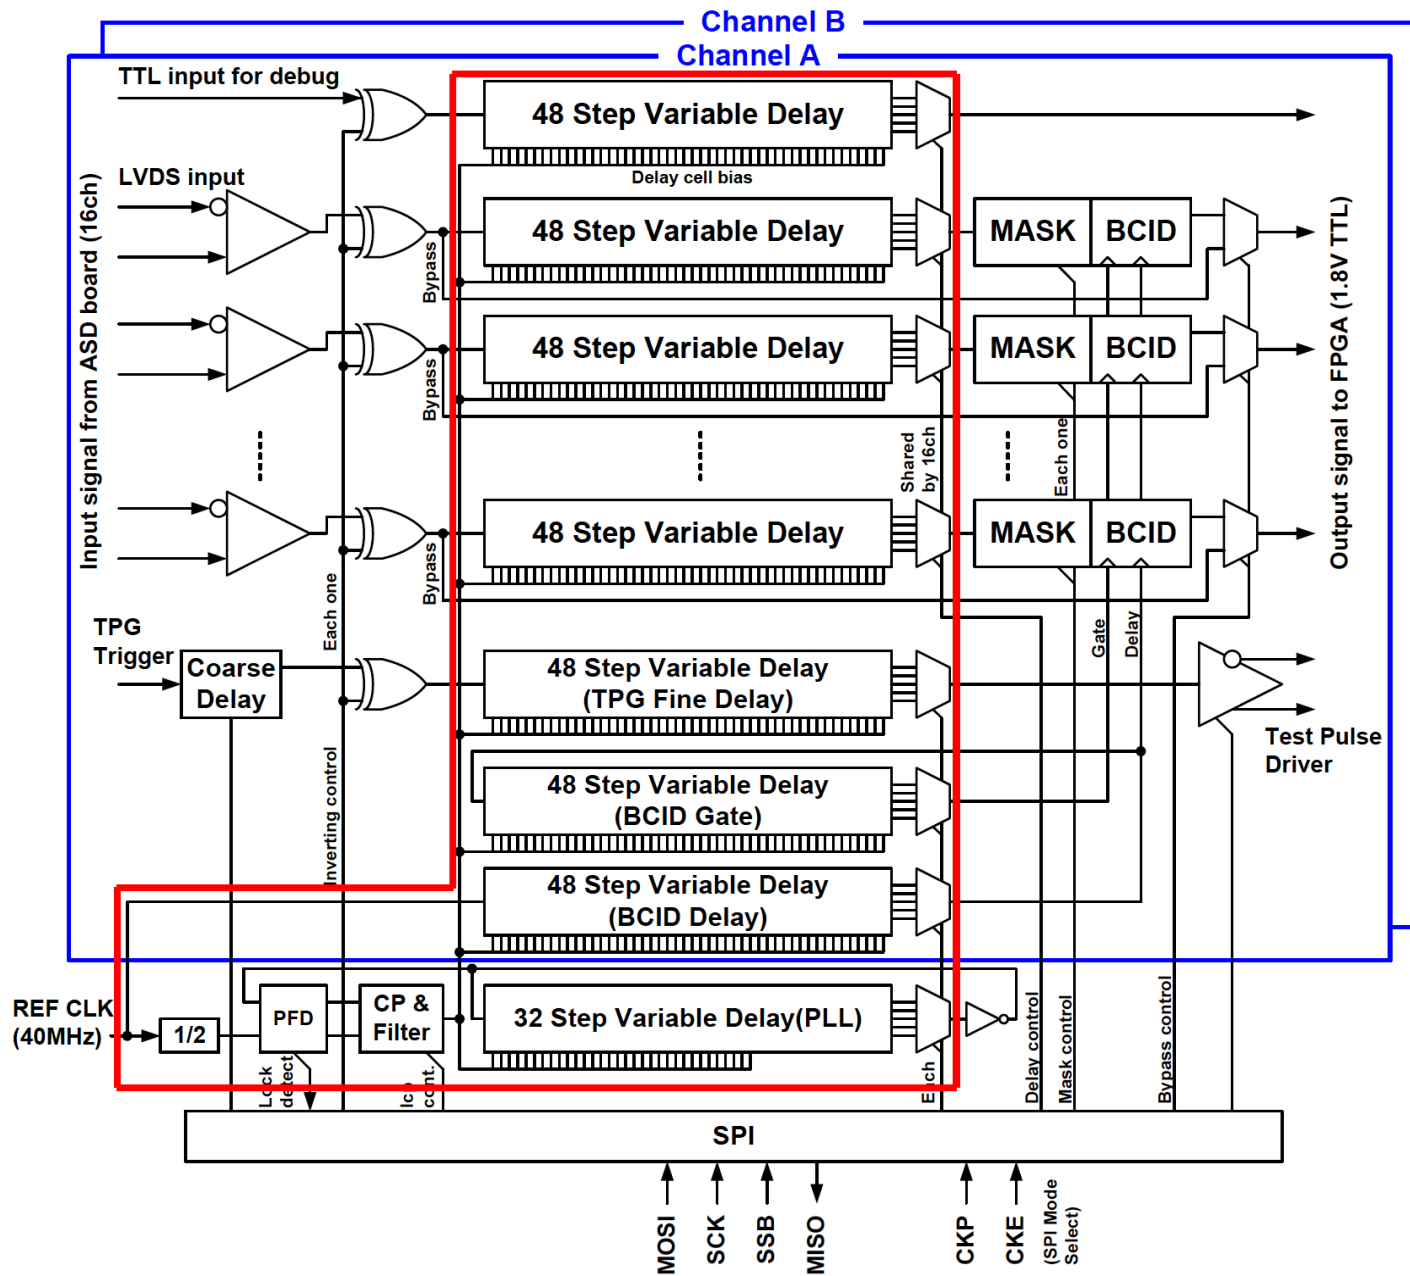 Channel B
Channel A
TTL input for debug
48 Step Variable Delay
Delay cell bias
LVDS input
Input signal from ASD board (16ch)
Bypass
48 Step Variable Delay
MASK
BCID
Output signal to FPGA (1.8V TTL)
Bypass
48 Step Variable Delay
MASK
BCID
Shared
by 16ch
Each one
Bypass
48 Step Variable Delay
MASK
BCID
Each one
Gate
Delay
TPG
Trigger
Coarse
Delay
48 Step Variable Delay
(TPG Fine Delay)
Test Pulse
Driver
Inverting control
48 Step Variable Delay
(BCID Gate)
48 Step Variable Delay
(BCID Delay)
REF CLK
(40MHz)
1/2
PFD
CP &
Filter
32 Step Variable Delay(PLL)
Lock
detect
Icp
cont.
Each
Delay control
Mask control
Bypass control
SPI
MOSI
SCK
SSB
MISO
CKP
CKE
(SPI Mode
Select)